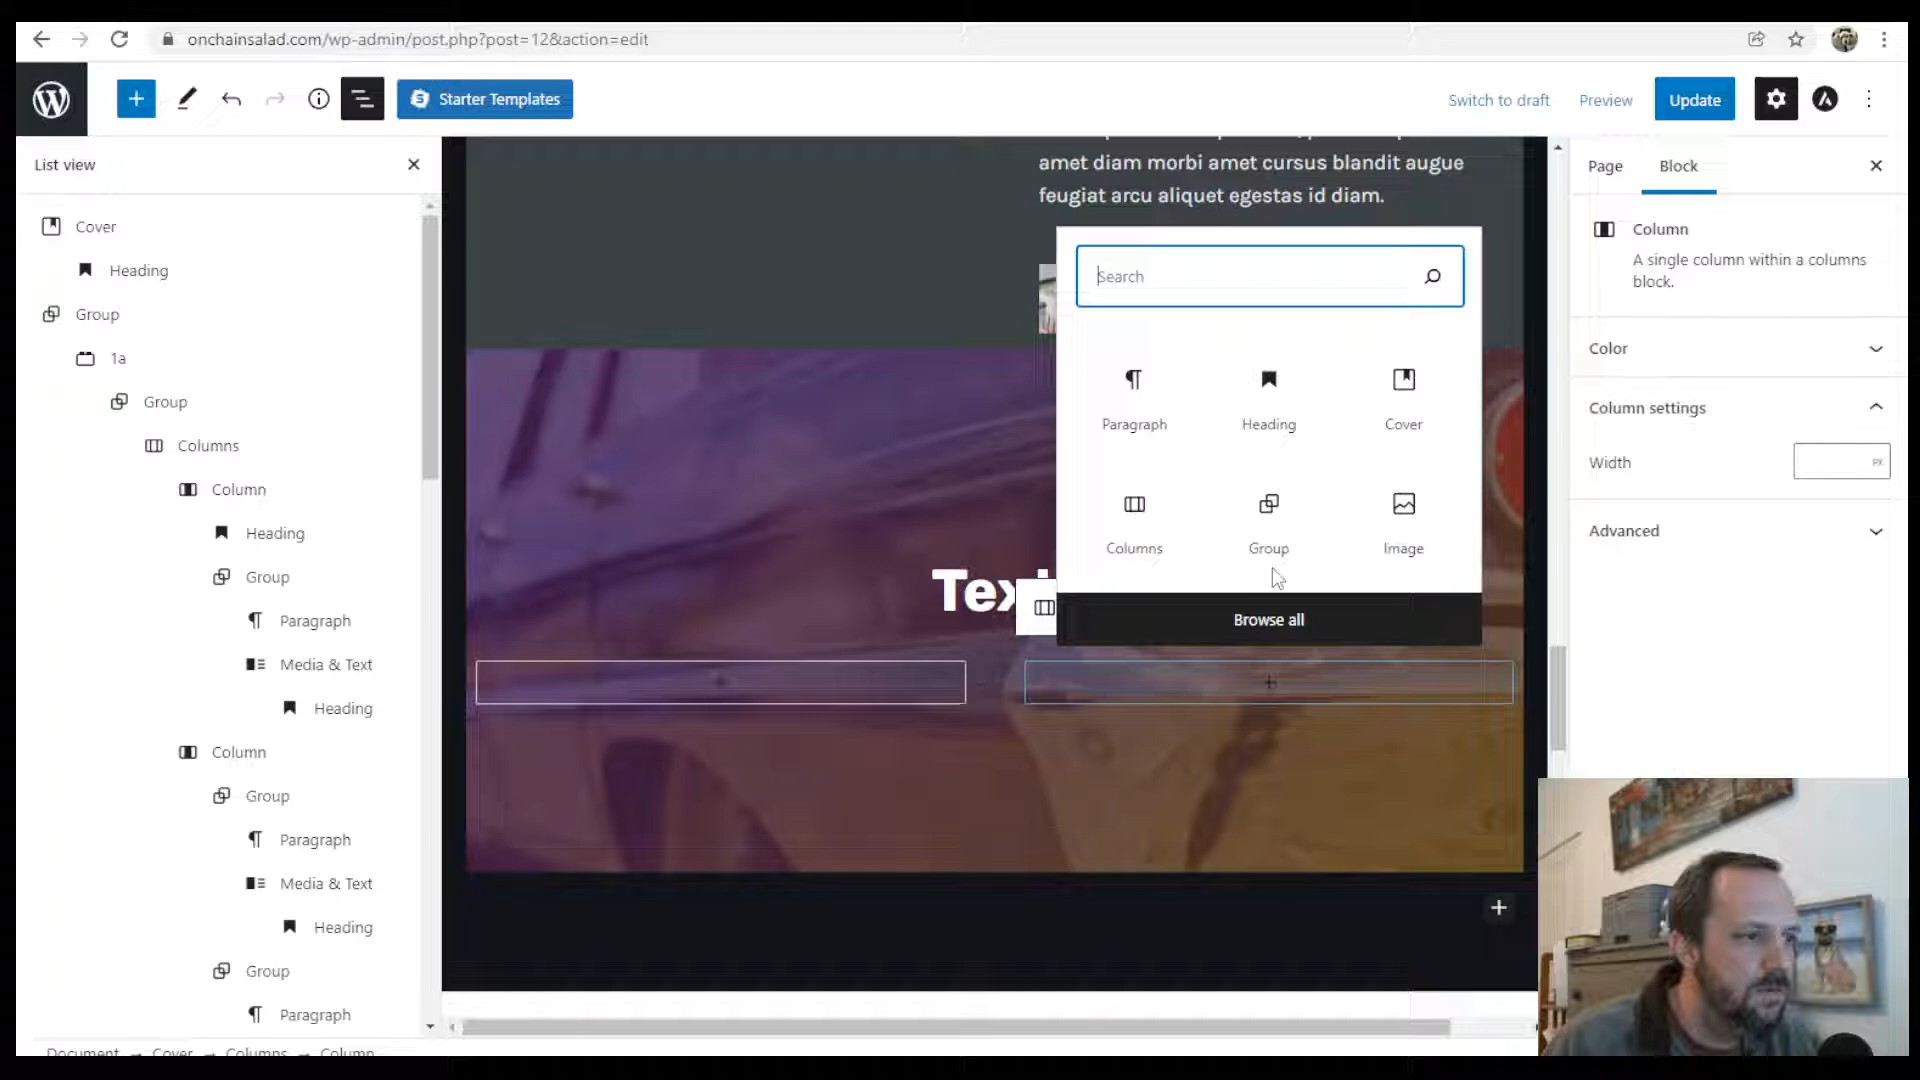 onchainsalad.com/wp-admin/post.php?post=12&action=edit
Starter Templates
Switch to draft
Preview
Update
List view
Cover
Heading
Group
1a
Group
Columns
Column
Heading
Group
Paragraph
Media & Text
Heading
Column
Group
Paragraph
Media & Text
Heading
Group
Paragraph
amet diam morbi amet cursus blandit augue
feugiat arcu aliquet egestas id diam.
Search
Paragraph
Heading
Cover
Columns
Group
Image
Browse all
Page
Block
Column
A single column within a columns
block.
Color
Column settings
Width
PX
Advanced
Document → Cover → Columns → Column